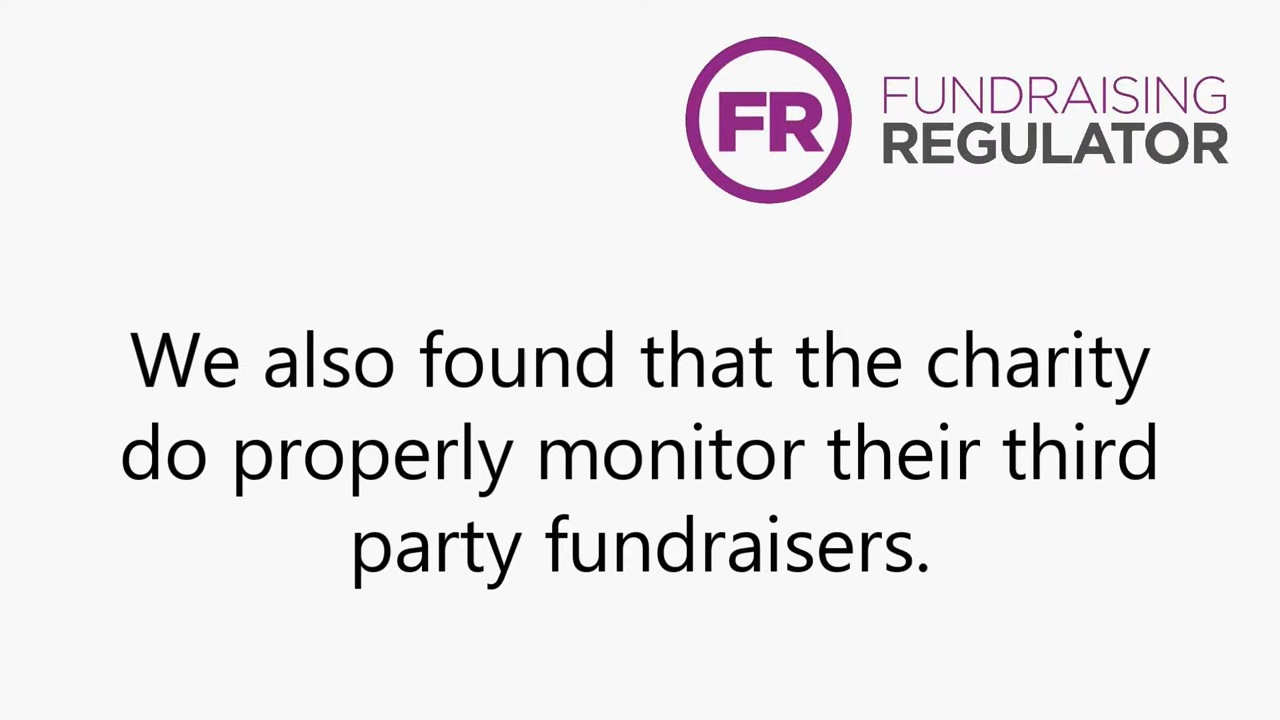 FR
FUNDRAISING
REGULATOR
We also found that the charity
do properly monitor their third
party fundraisers.